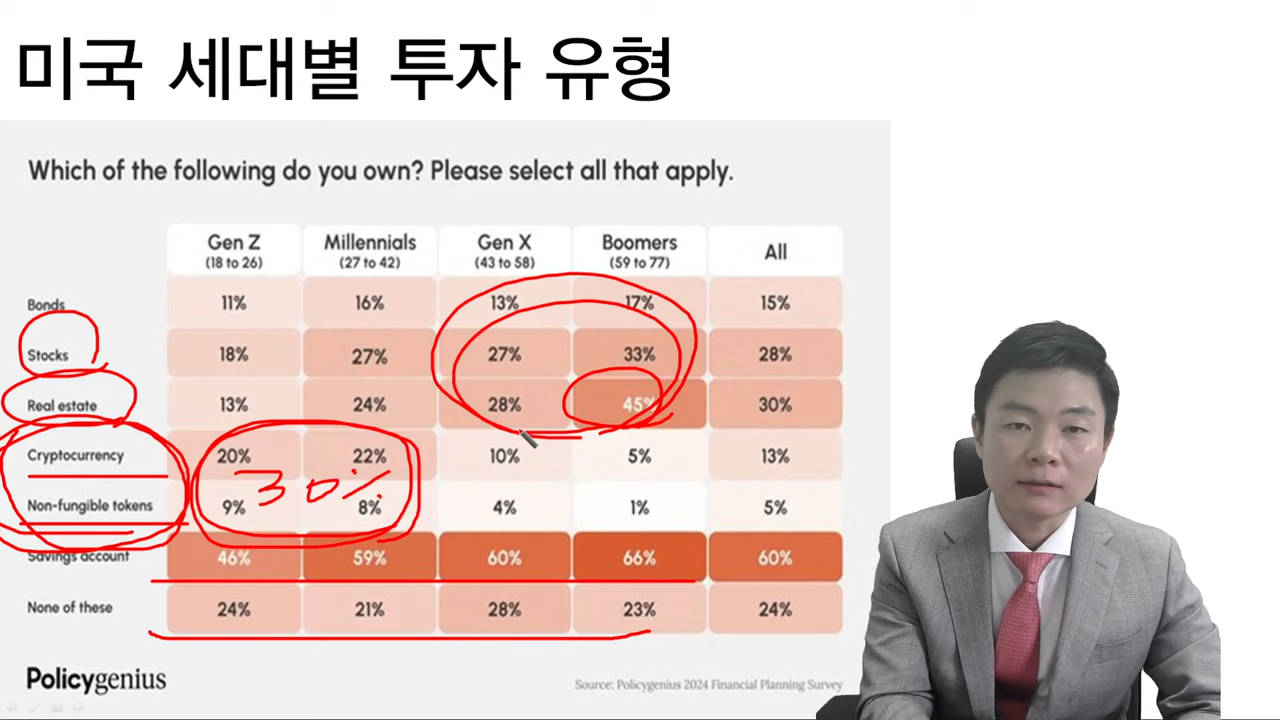 미국 세대별 투자 유형
Which of the following do you own? Please select all that apply.
Gen Z Millennials Gen X Boomers All
(18 to 26) (27 to 42) (43 to 58) (59 to 77)
Bonds 11% 16% 13% 17% 15%
Stocks 18% 27% 27% 33% 28%
Real estate 13% 24% 28% 45% 30%
Cryptocurrency 20% 22% 10% 5% 13%
30%
Non-fungible tokens 9% 8% 4% 1% 5%
Savings account 46% 59% 60% 66% 60%
None of these 24% 21% 28% 23% 24%
Policygenius
Source: Policygenius 2024 Financial Planning Survey